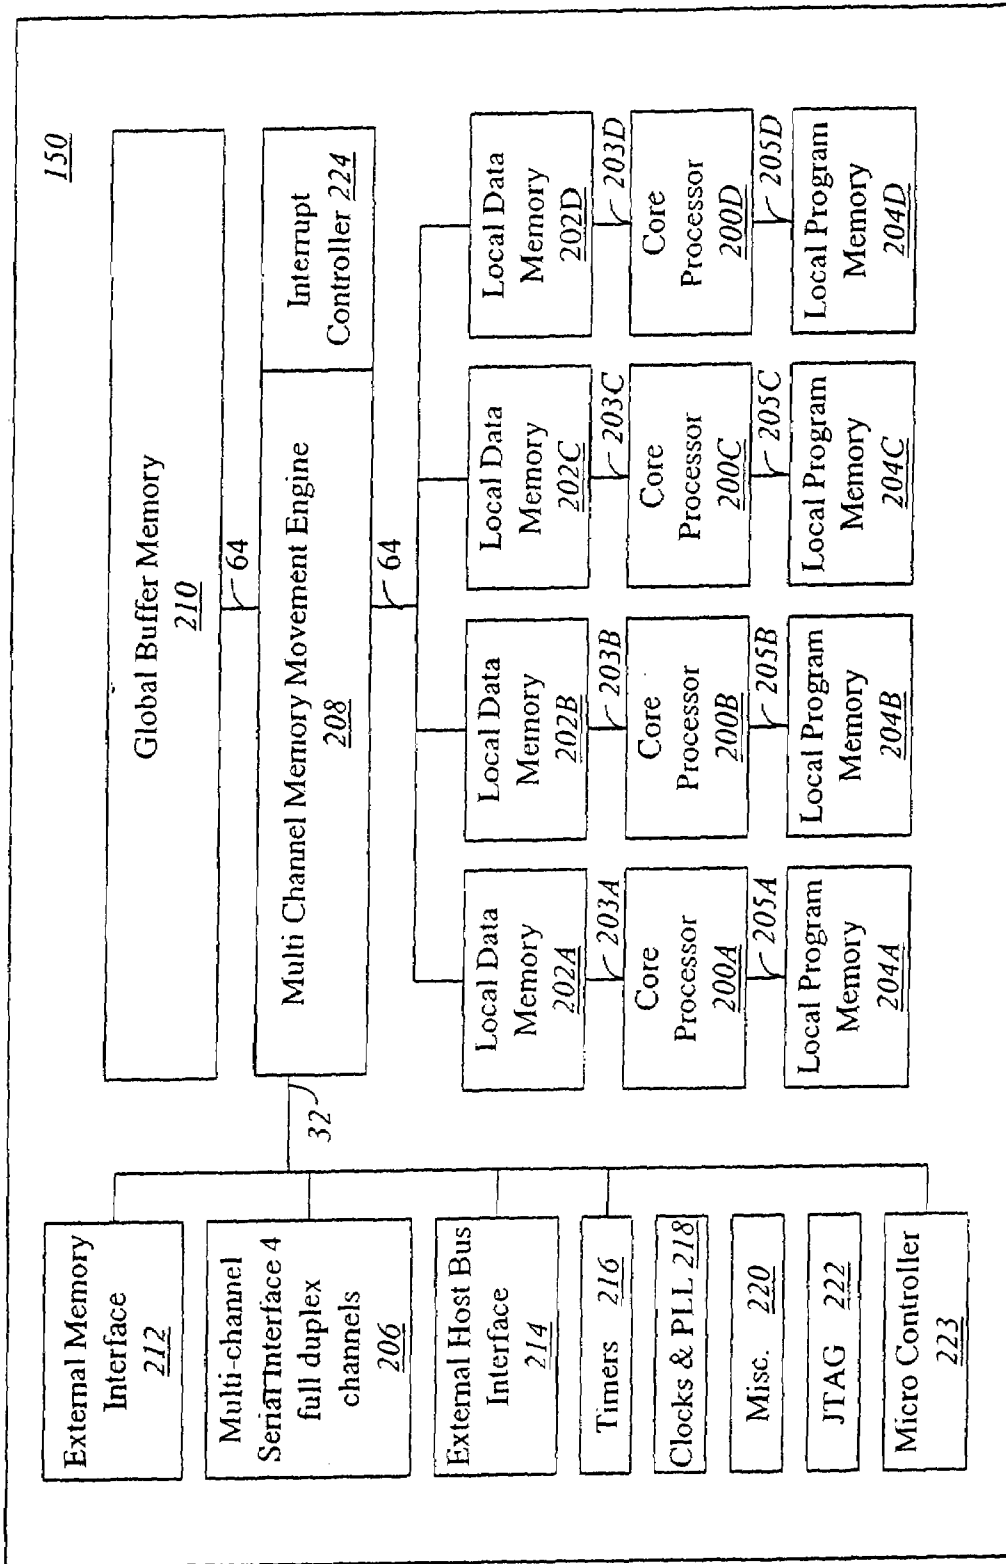 150
External Memory
Interface
212
Multi-channel
Serial Interface 4
full duplex
channels
206
External Host Bus
Interface
214
Timers 216
Clocks & PLL 218
Misc. 220
JTAG 222
Micro Controller
223
32
Global Buffer Memory
210
64
Multi Channel Memory Movement Engine
208
Interrupt
Controller 224
64
Local Data
Memory
202A
Local Data
Memory
202B
Local Data
Memory
202C
Local Data
Memory
202D
203A
203B
203C
203D
Core
Processor
200A
Core
Processor
200B
Core
Processor
200C
Core
Processor
200D
205A
205B
205C
205D
Local Program
Memory
204A
Local Program
Memory
204B
Local Program
Memory
204C
Local Program
Memory
204D